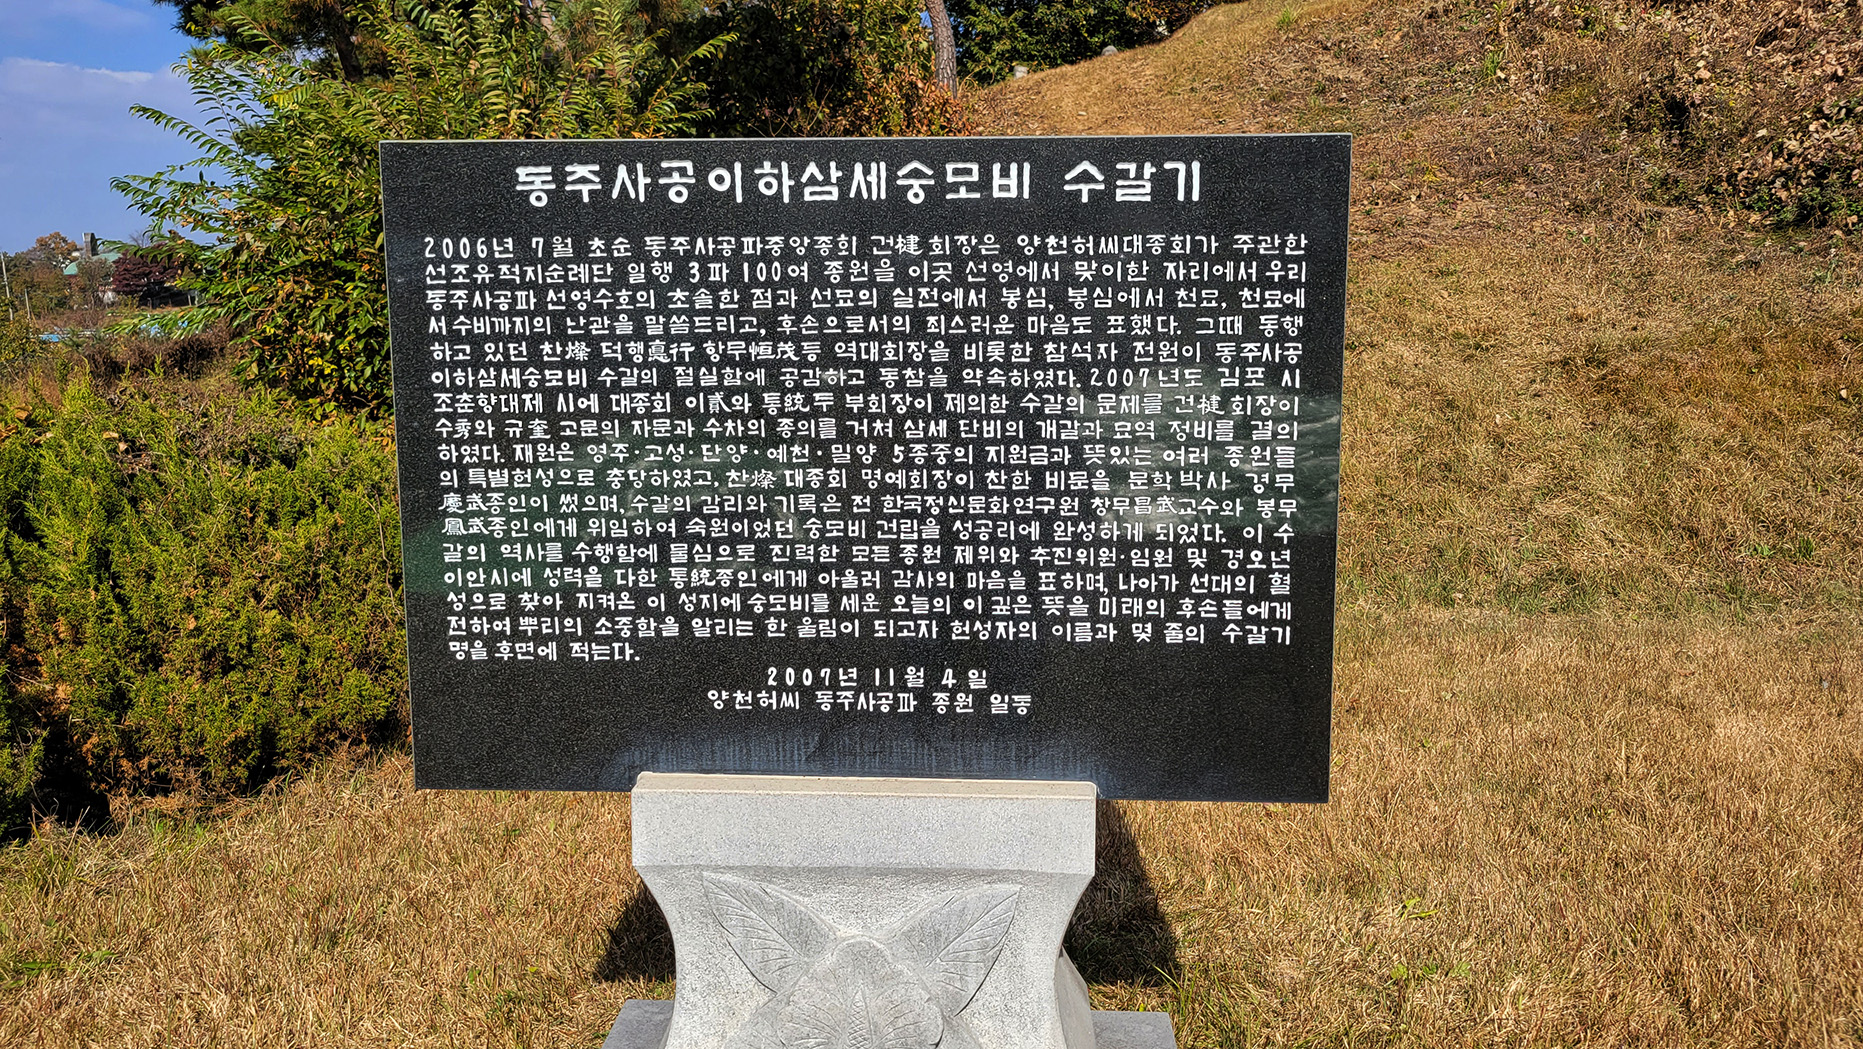 동주사공이하삼세숭모비 수갈기
2006년 7월 초순 동주사공파중앙종회 건健회장은 양천허씨대종회가 주관한
선조유적지순례단 일행 3파 100여 종원을 이곳 선영에서 맞이한 자리에서 우리
동주사공파 선영수호의 초솔한 점과 선묘의 실전에서 봉심, 봉심에서 천묘, 천묘에
서 수비까지의 난관을 말씀드리고, 후손으로서의 죄스러운 마음도 표했다. 그때 동행
하고 있던 찬燦 덕행悳行 항무恒茂등 역대회장을 비롯한 참석자 전원이 동주사공
이하삼세숭모비 수갈의 절실함에 공감하고 동참을 약속하였다. 2007년도 김포 시
조춘향대제 시에 대종회 이貳와 통統두 부회장이 제의한 수갈의 문제를 건健회장이
수秀와 규奎 고문의 자문과 수차의 종의를 거쳐 삼세 단비의 개갈과 묘역 정비를 결의
하였다. 재원은 영주·고성·단양·예천·밀양 5종중의 지원금과 뜻있는 여러 종원들
의 특별헌성으로 충당하였고, 찬燦 대종회 명예회장이 찬한 비문을 문학박사 경무
慶武종인이 썼으며, 수갈의 감리와 기록은 전 한국정신문화연구원 창무昌武교수와 봉무
鳳武종인에게 위임하여 숙원이었던 숭모비 건립을 성공리에 완성하게 되었다. 이 수
갈의 역사를 수행함에 물심으로 진력한 모든 종원 제위와 추진위원·임원 및 경오년
이안시에 성력을 다한 통統종인에게 아울러 감사의 마음을 표하며, 나아가 선대의 혈
성으로 찾아 지켜온 이 성지에 숭모비를 세운 오늘의 이 깊은 뜻을 미래의 후손들에게
전하여 뿌리의 소중함을 알리는 한 울림이 되고자 헌성자의 이름과 몇 줄의 수갈기
명을 후면에 적는다.
2007년 11월 4일
양천허씨 동주사공파 종원 일동